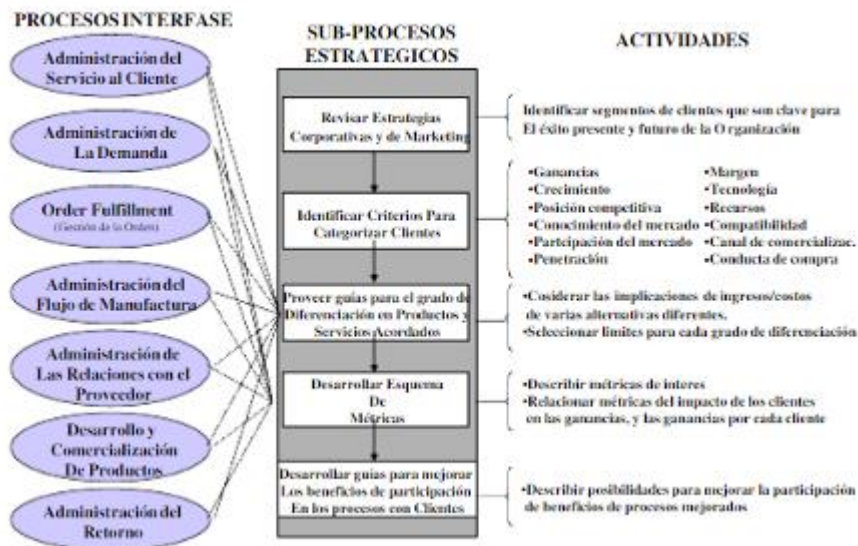 PROCESOS INTERFASE
Administración del
Servicio al Cliente
Administración de
La Demanda
Order Fulfillment
(Gestión de la Orden)
Administración del
Flujo de Manufactura
Administración de
Las Relaciones con el
Proveedor
Desarrollo y
Comercialización
De Productos
Administración del
Retorno
SUB-PROCESOS
ESTRATEGICOS
Revisar Estrategias
Corporativas y de Marketing
Identificar Criterios Para
Categorizar Clientes
Proveer guías para el grado de
Diferenciación en Productos y
Servicios Acordados
Desarrollar Esquema
De
Métricas
Desarrollar guías para mejorar
Los beneficios de participación
En los procesos con Clientes
ACTIVIDADES
Identificar segmentos de clientes que son clave para
El éxito presente y futuro de la O rganización
•Ganancias
•Crecimiento
•Posición competitiva
•Conocimiento del mercado
•Partcipación del mercado
•Penetración
•Margen
•Tecnología
•Recursos
•Compatibilidad
•Canal de comercializac.
•Conducta de compra
•Cosiderar las implicaciones de ingresos/costos
de varias alternativas diferentes.
•Seleccionar limites para cada grado de diferenciación
•Describir métricas de interes
•Relacionar métricas del impacto de los clientes
en las ganancias, y las ganancias por cada cliente
•Describir posibilidades para mejorar la participación
de beneficios de procesos mejorados